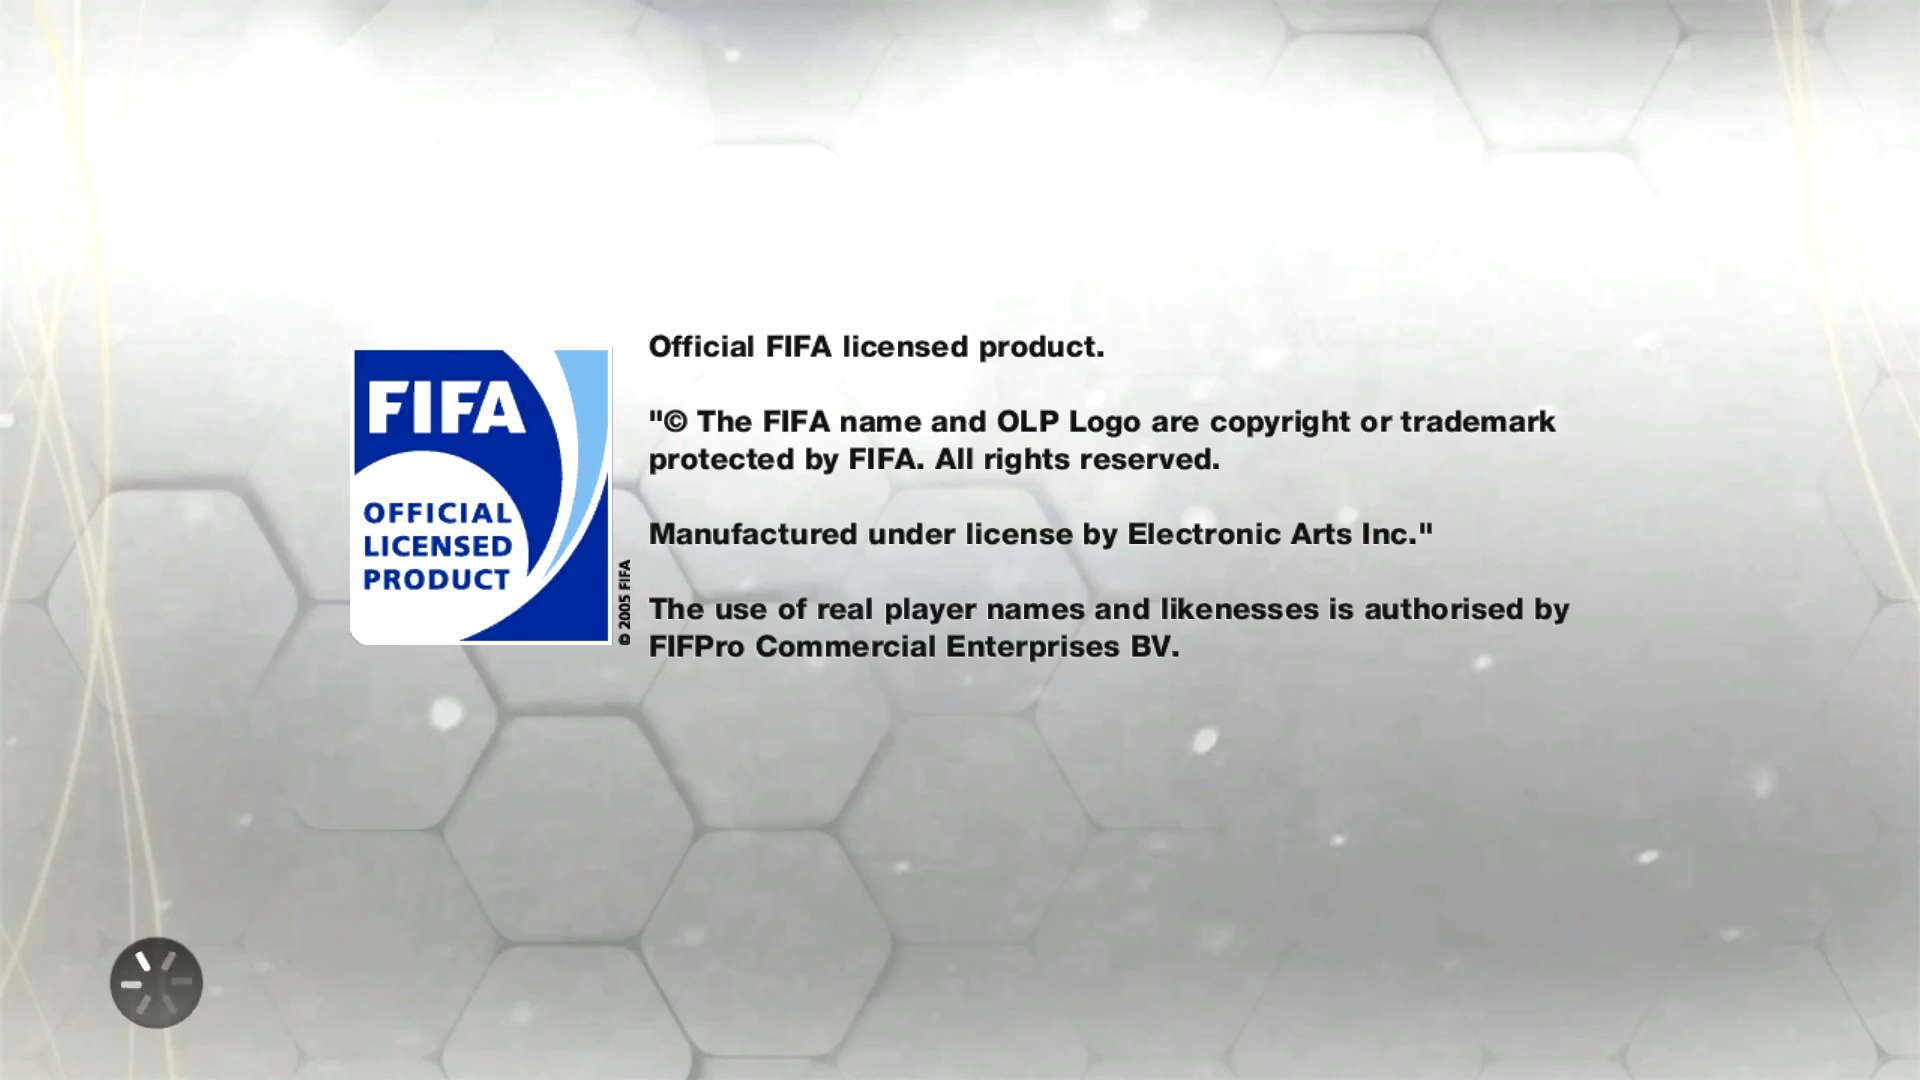 FIFA
OFFICIAL
LICENSED
PRODUCT
© 2005 FIFA
Official FIFA licensed product.
"© The FIFA name and OLP Logo are copyright or trademark
protected by FIFA. All rights reserved.
Manufactured under license by Electronic Arts Inc."
The use of real player names and likenesses is authorised by
FIFPro Commercial Enterprises BV.